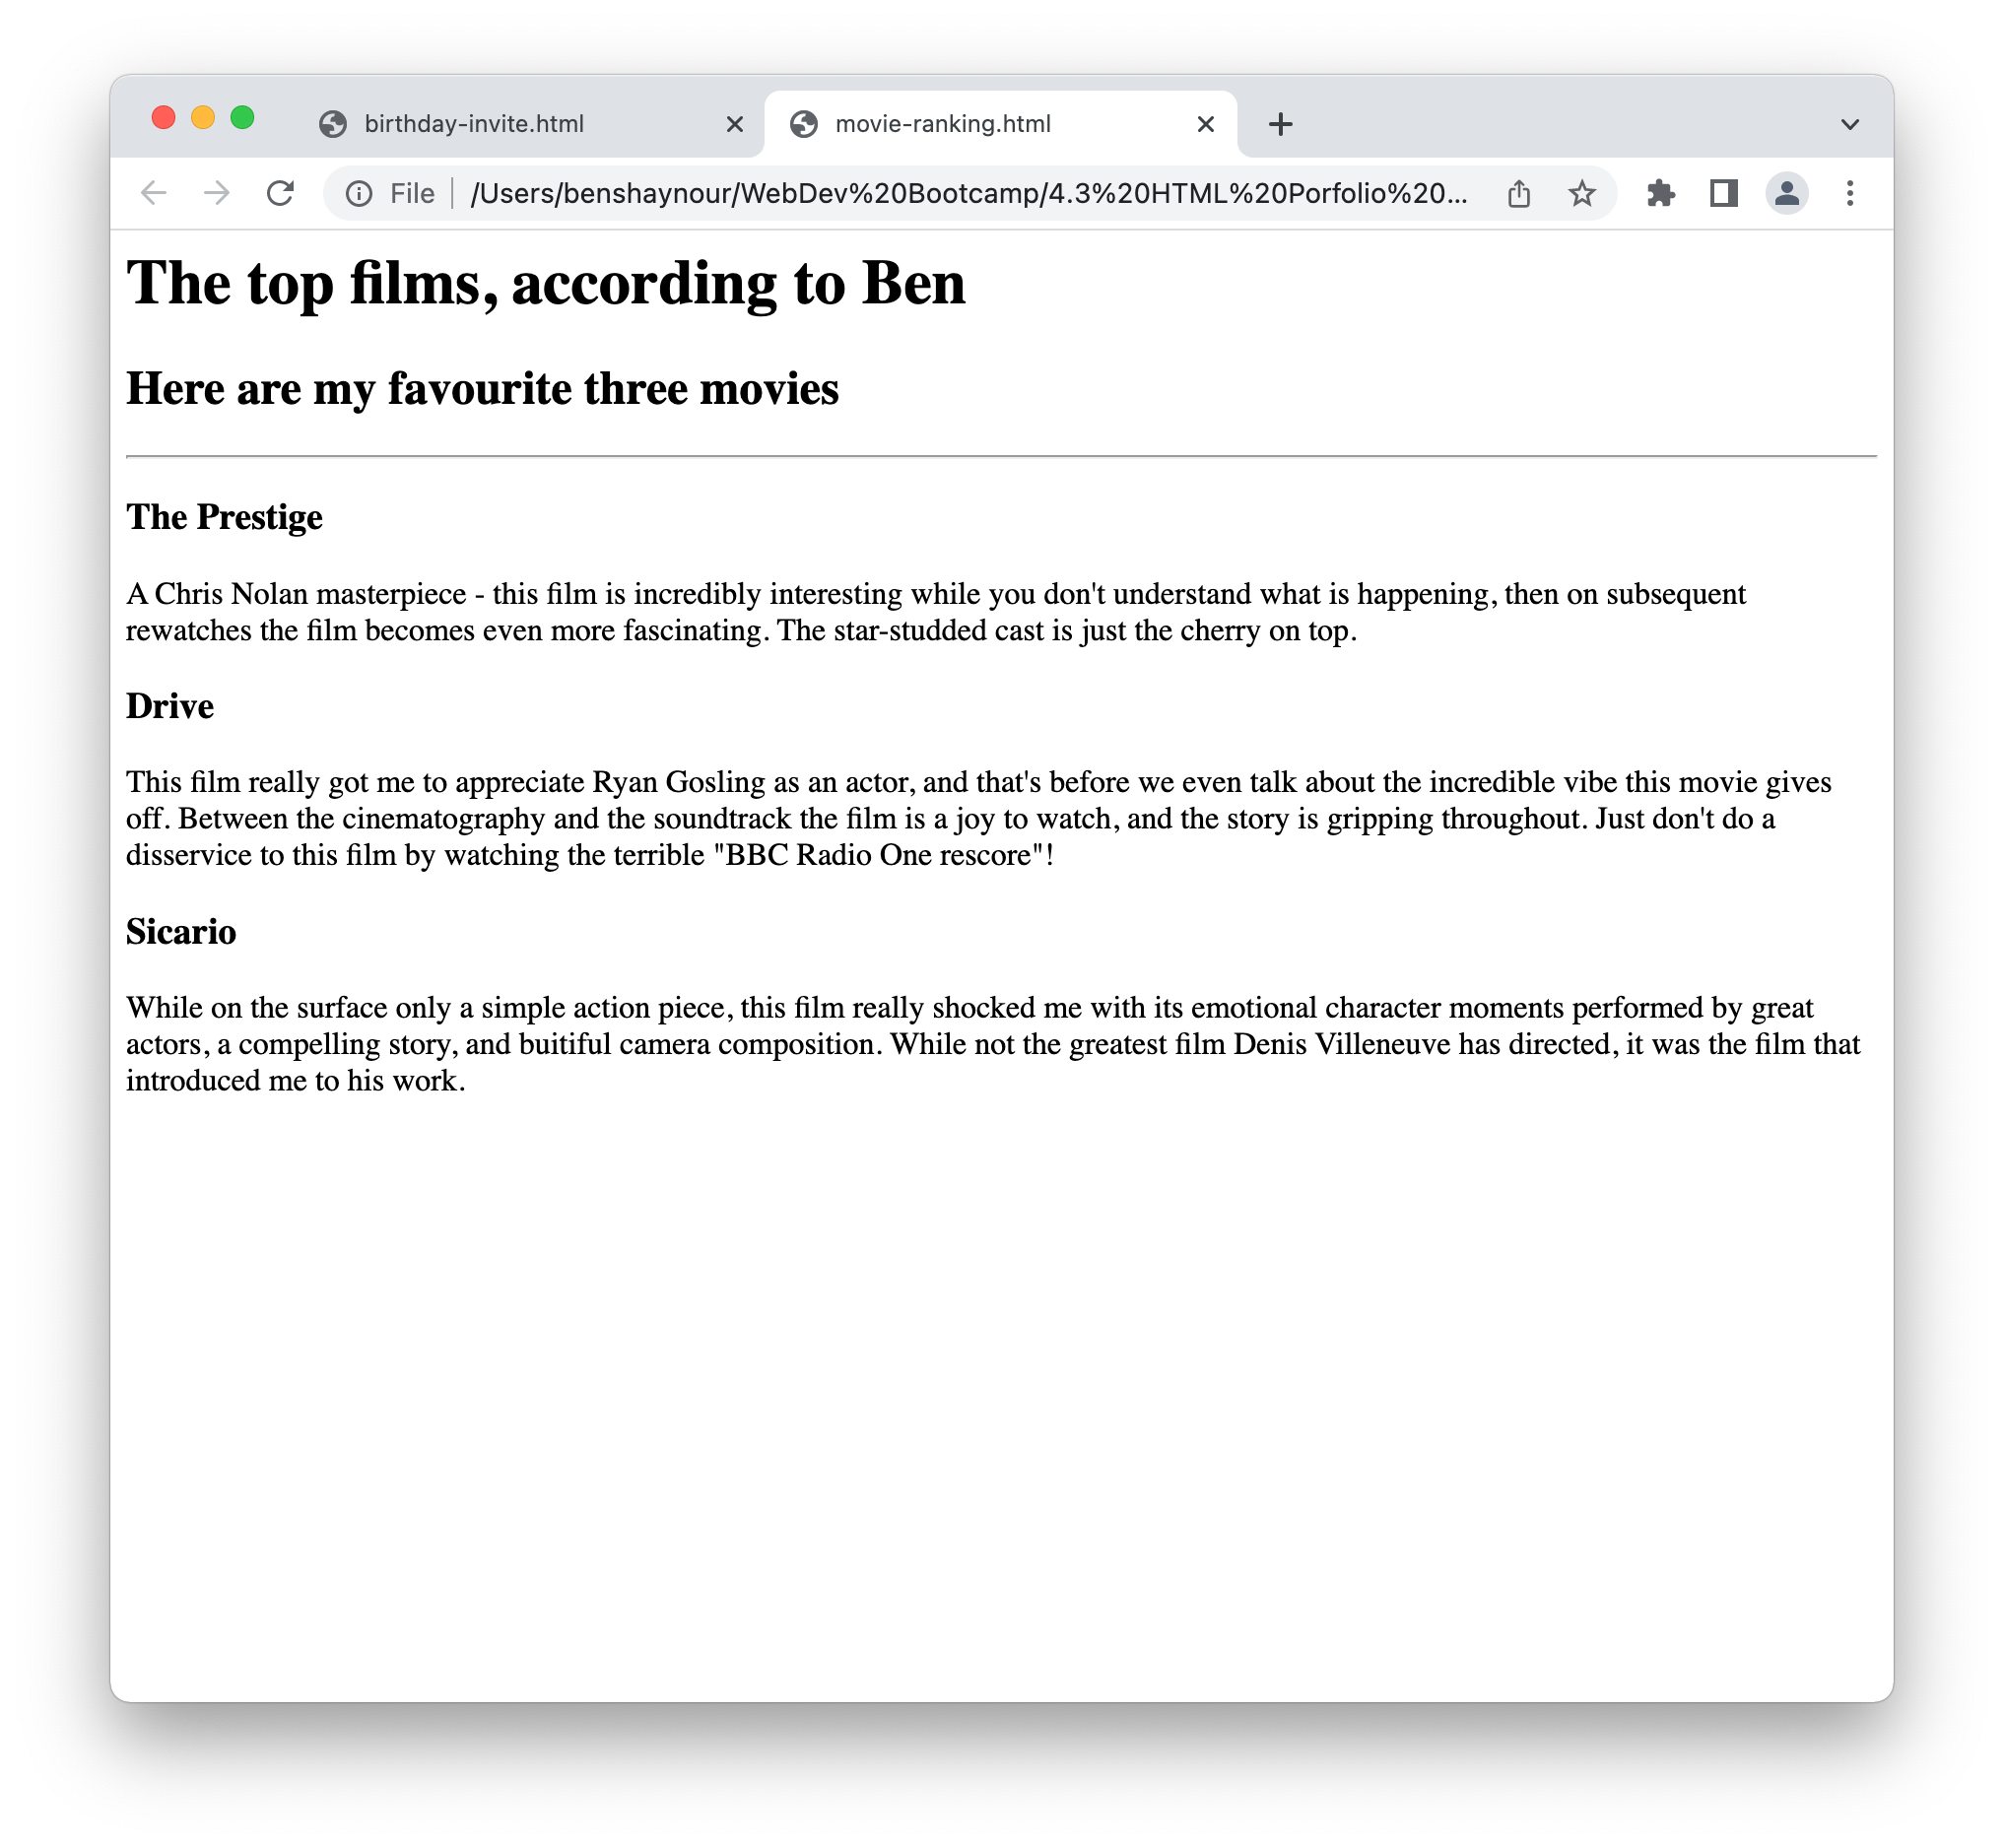 birthday-invite.html
movie-ranking.html
File /Users/benshaynour/WebDev%20Bootcamp/4.3%20HTML%20Porfolio%20...
The top films, according to Ben
Here are my favourite three movies
The Prestige
A Chris Nolan masterpiece - this film is incredibly interesting while you don't understand what is happening, then on subsequent
rewatches the film becomes even more fascinating. The star-studded cast is just the cherry on top.
Drive
This film really got me to appreciate Ryan Gosling as an actor, and that's before we even talk about the incredible vibe this movie gives
off. Between the cinematography and the soundtrack the film is a joy to watch, and the story is gripping throughout. Just don't do a
disservice to this film by watching the terrible "BBC Radio One rescore"!
Sicario
While on the surface only a simple action piece, this film really shocked me with its emotional character moments performed by great
actors, a compelling story, and buitiful camera composition. While not the greatest film Denis Villeneuve has directed, it was the film that
introduced me to his work.